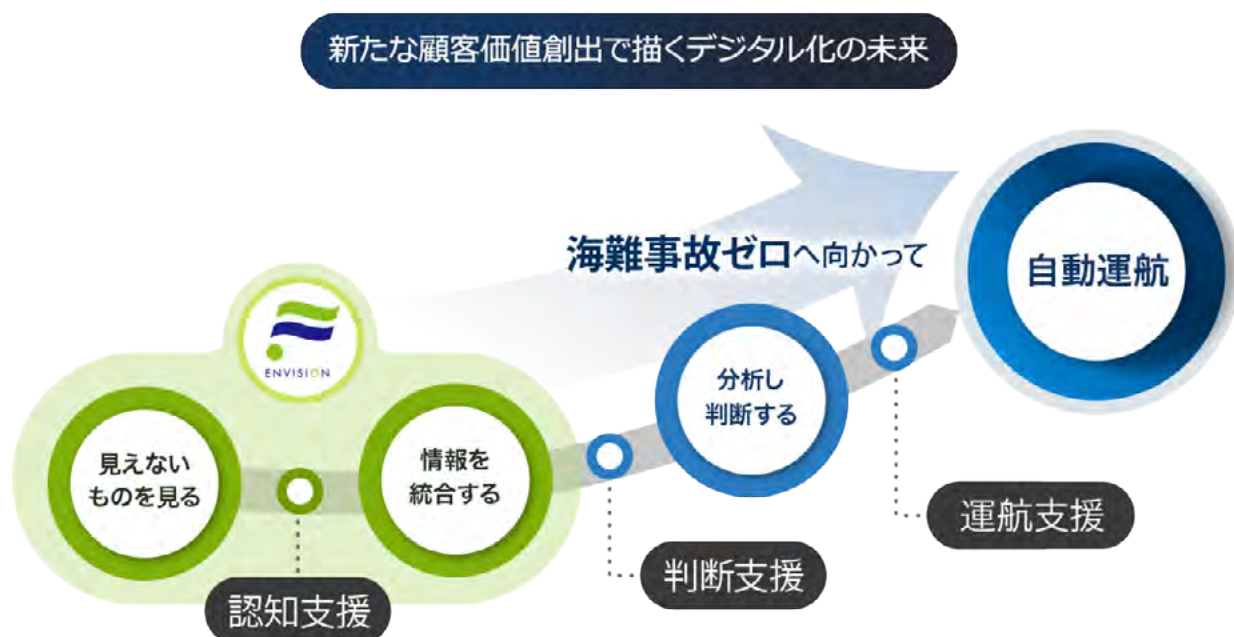 新たな顧客価値創出で描くデジタル化の未来
海難事故ゼロへ向かって
自動運航
ENVISION
分析し
判断する
見えない
ものを見る
情報を
統合する
運航支援
判断支援
認知支援